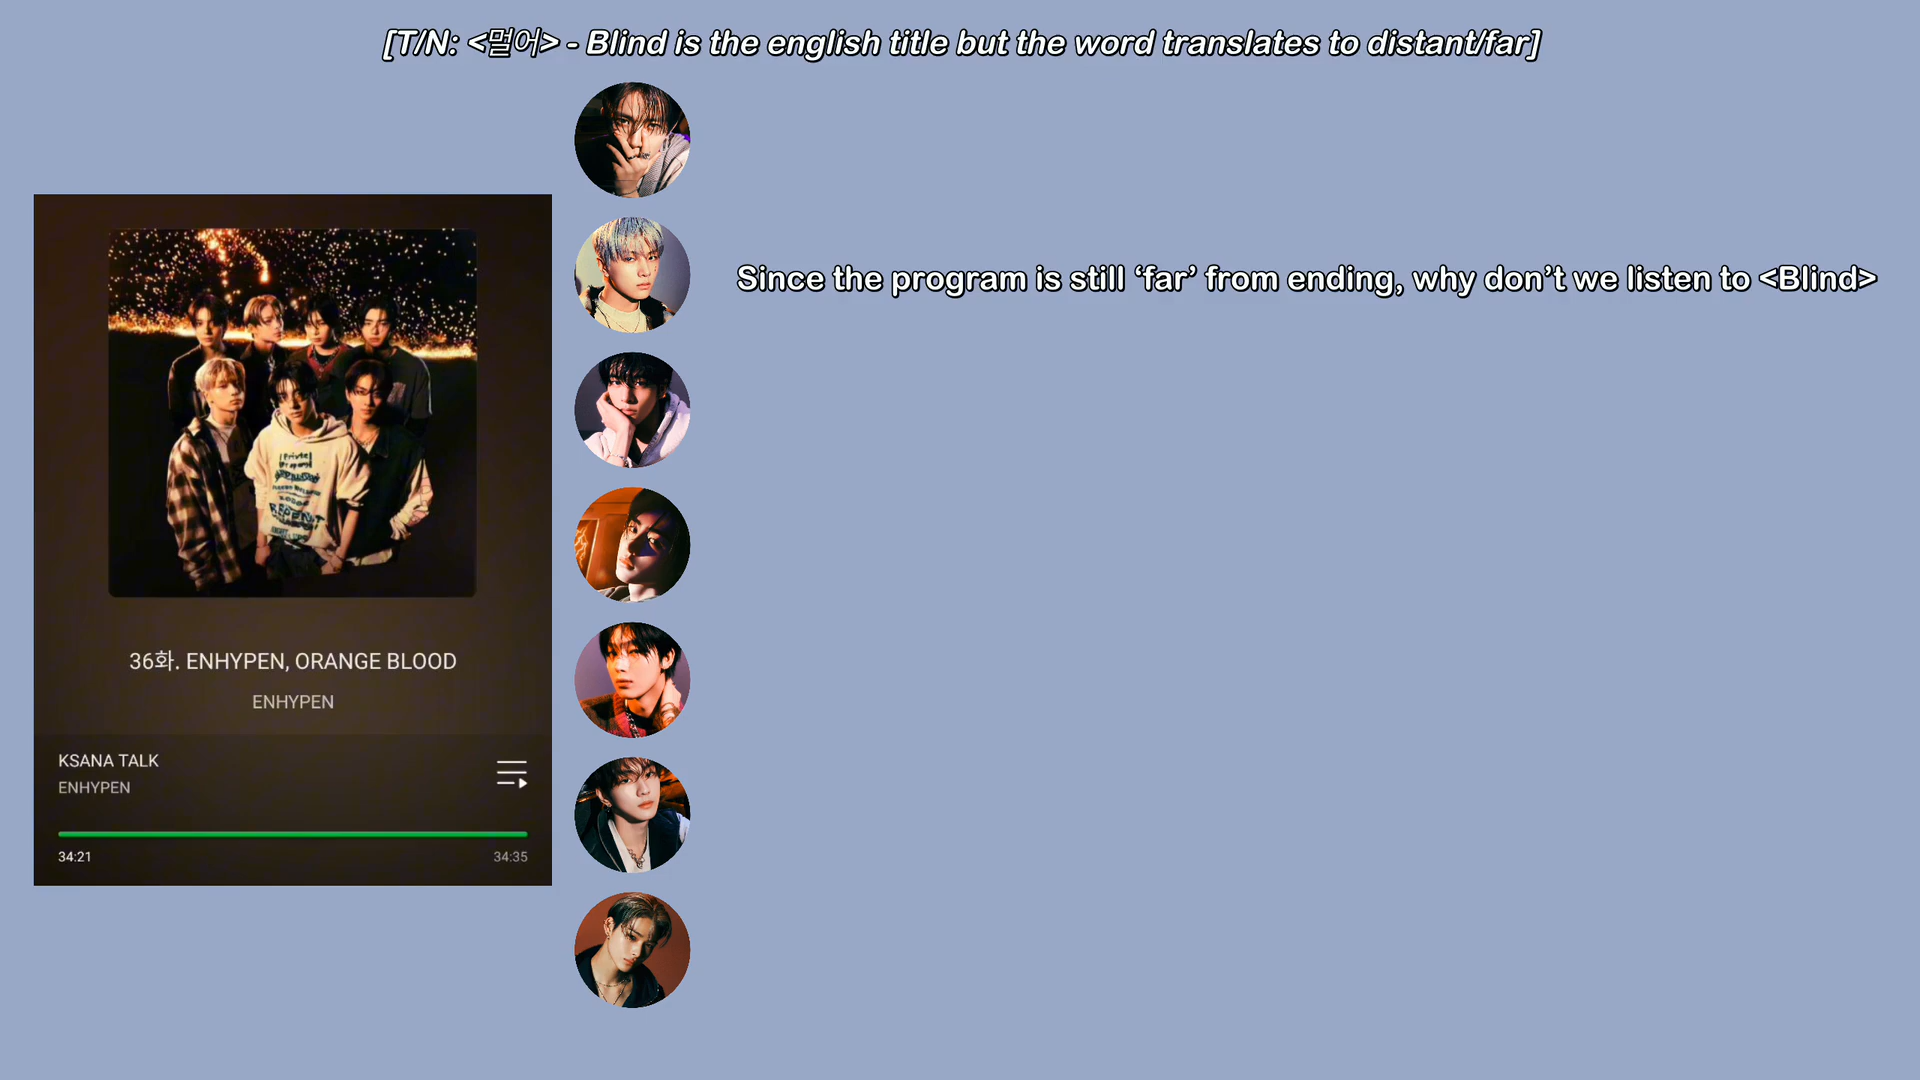 [T/N: <멀어> - Blind is the english title but the word translates to distant/far]
Since the program is still ‘far’ from ending, why don’t we listen to <Blind>
36화. ENHYPEN, ORANGE BLOOD
ENHYPEN
KSANA TALK
ENHYPEN
34:21
34:35